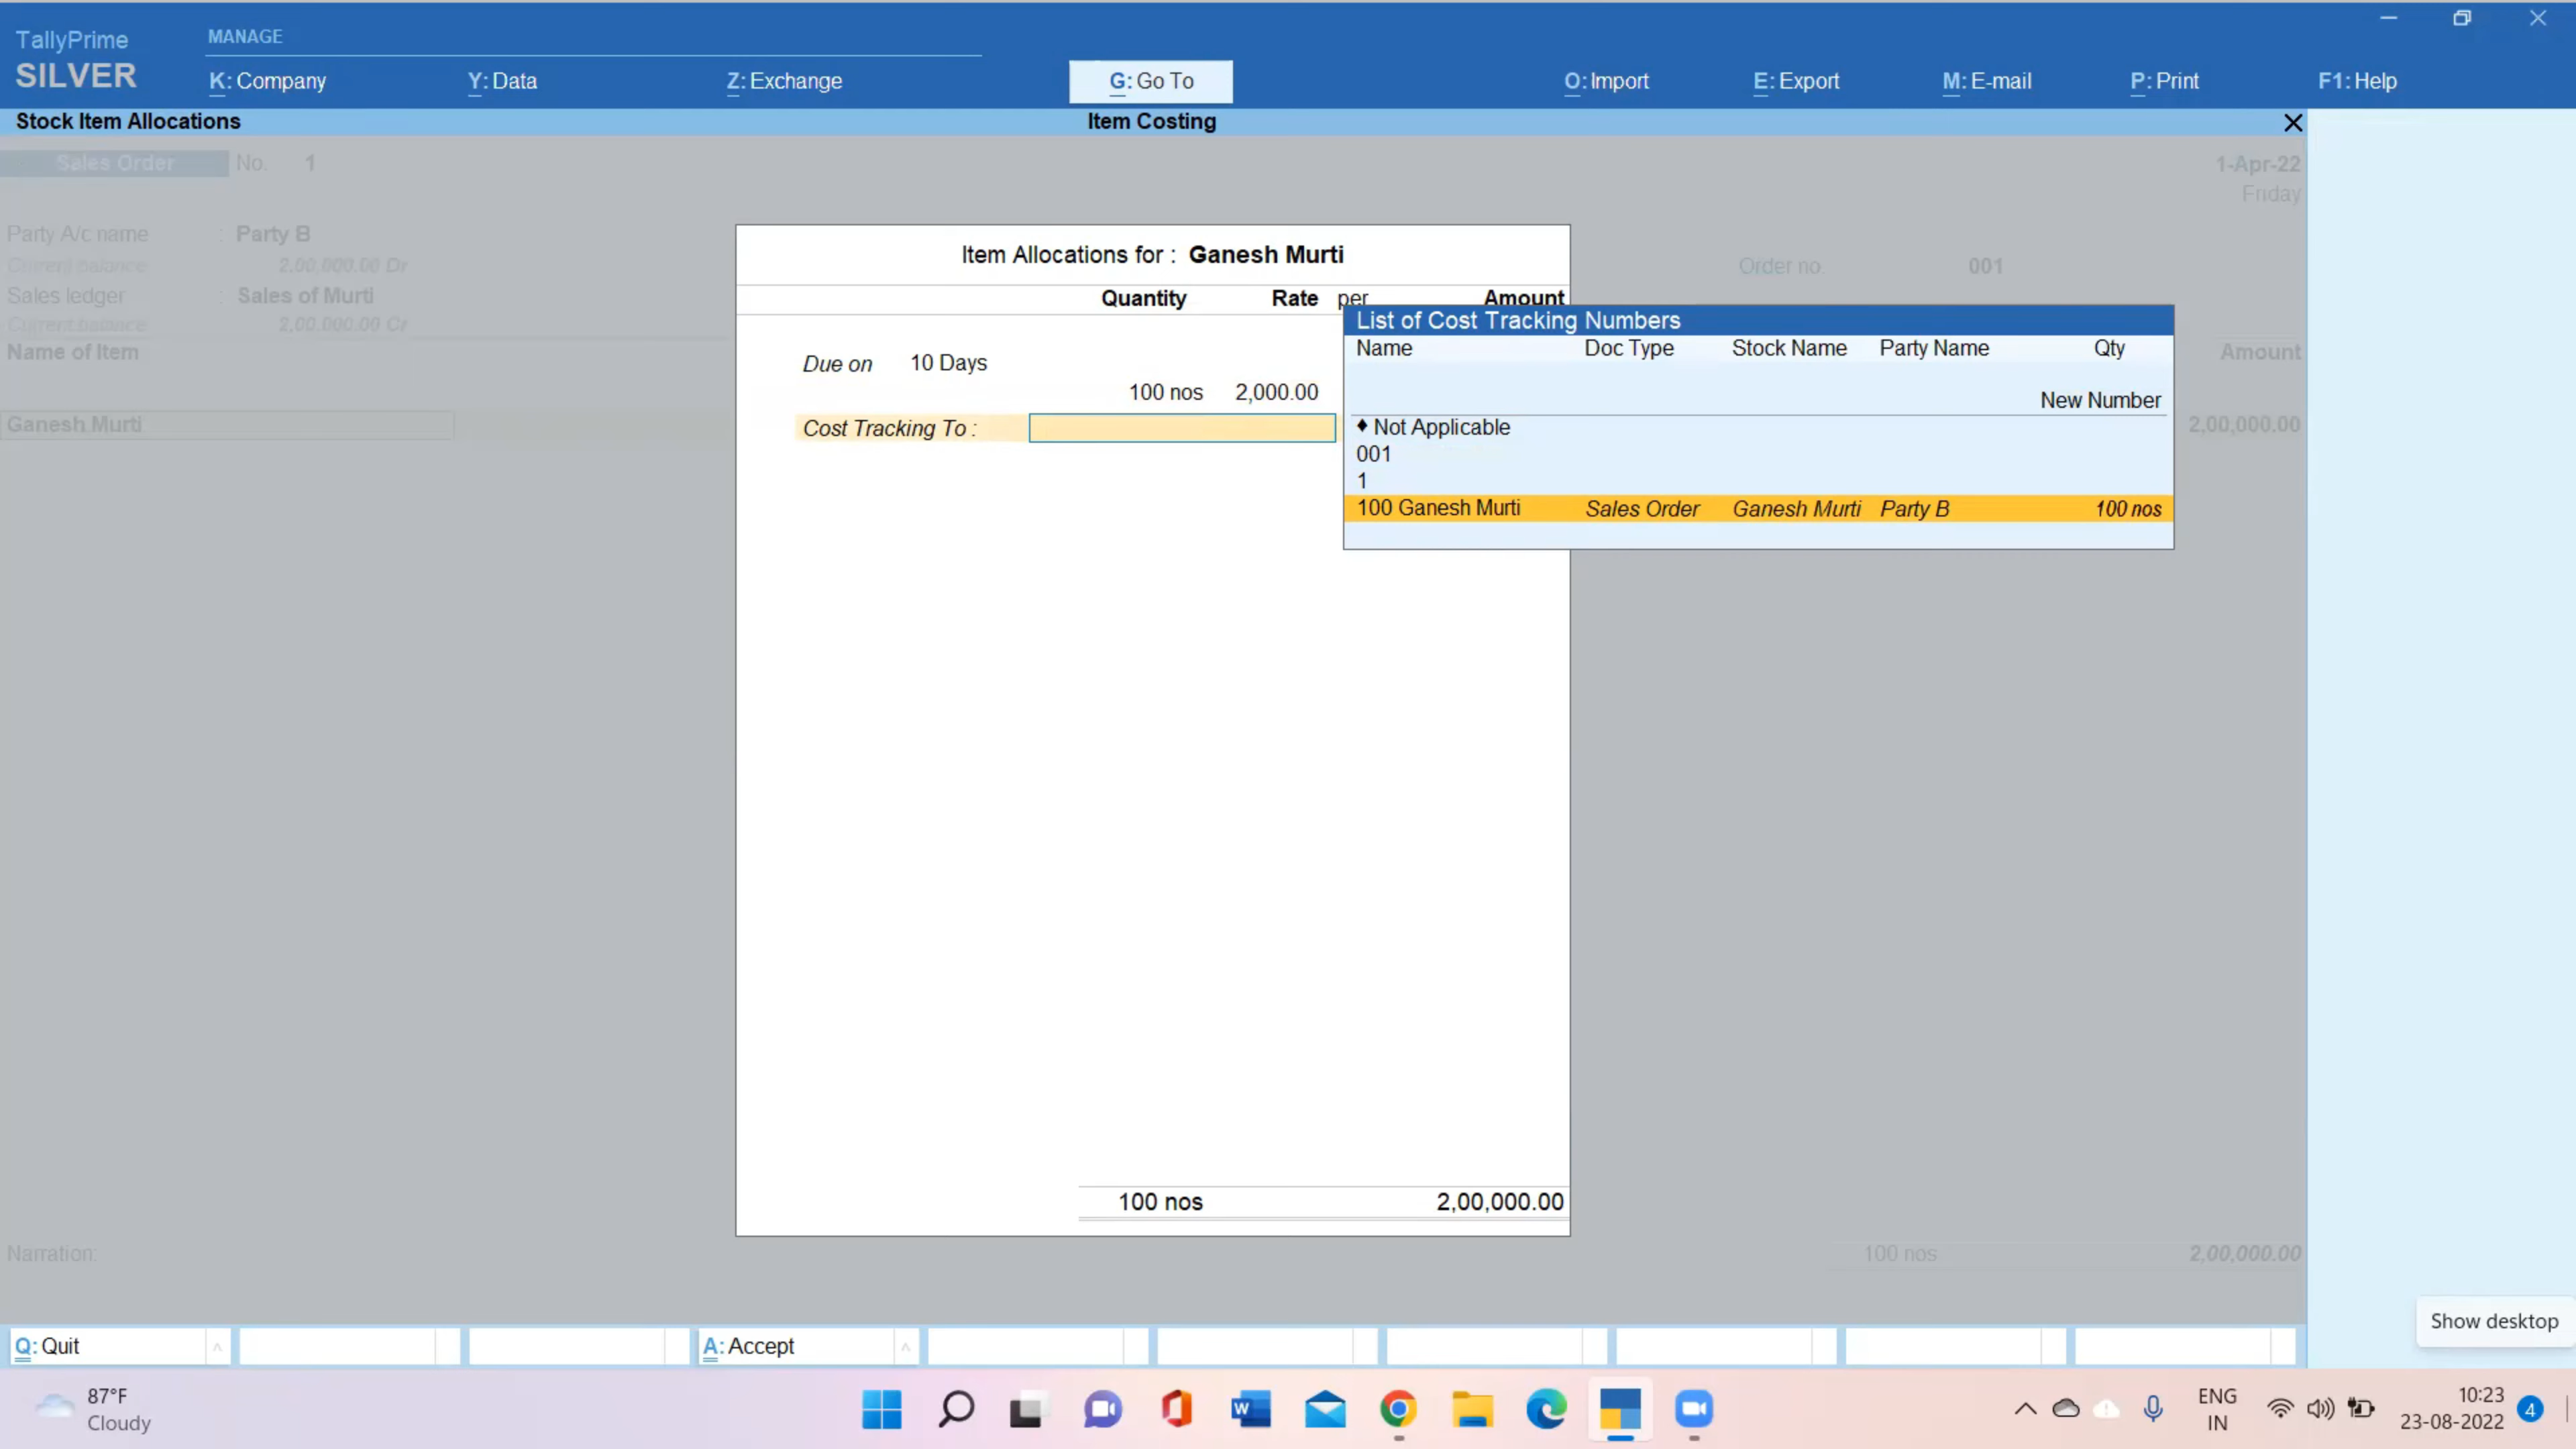 TallyPrime
SILVER
MANAGE
K: Company
Y: Data
Z: Exchange
G: Go To
O: Import
E: Export
M: E-mail
P: Print
F1: Help
Stock Item Allocations
Item Costing
Sales Order No. 1
1-Apr-22
Friday
Party A/c name : Party B
Current balance 2,00,000.00 Dr
Sales ledger : Sales of Murti
Current balance 2,00,000.00 Cr
Order no 001
Name of Item
Amount
Ganesh Murti
2,00,000.00
Item Allocations for : Ganesh Murti
Quantity Rate per Amount
Due on 10 Days
100 nos 2,000.00
Cost Tracking To :
List of Cost Tracking Numbers
Name Doc Type Stock Name Party Name Qty
New Number
♦ Not Applicable
001
1
100 Ganesh Murti Sales Order Ganesh Murti Party B 100 nos
100 nos 2,00,000.00
Narration:
100 nos 2,00,000.00
Show desktop
Q: Quit
A: Accept
87°F
Cloudy
ENG
IN
10:23
23-08-2022
4